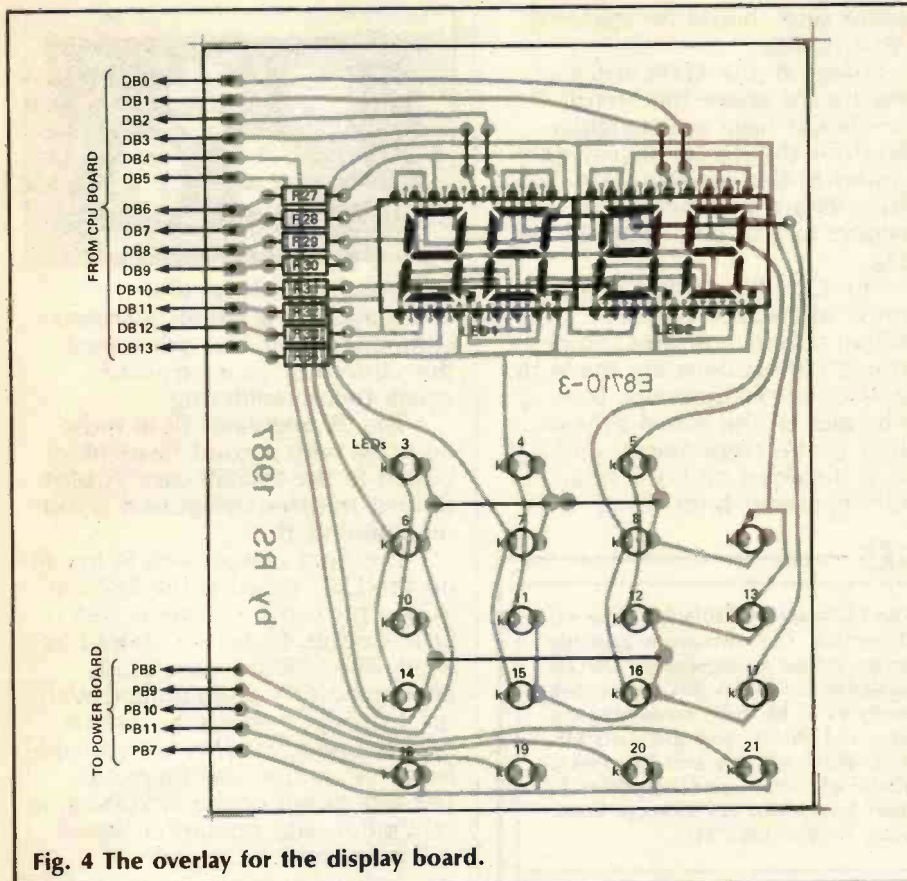 DB0
DB1
DB2
DB3
DB4
DB5
DB6
DB7
DB8
DB9
DB10
DB11
DB12
DB13
FROM CPU BOARD
R27
R28
R29
R30
LED1
LED2
E8710-3
by RS 1987
LEDs 3 4 5
k k k
6 7 8 9
k k k k
10 11 12 13
k k k k
14 15 16 17
k k k k
19 20 21
k k k k
TO POWER BOARD
PB8
PB9
PB10
PB11
PB7
Fig. 4 The overlay for the display board.